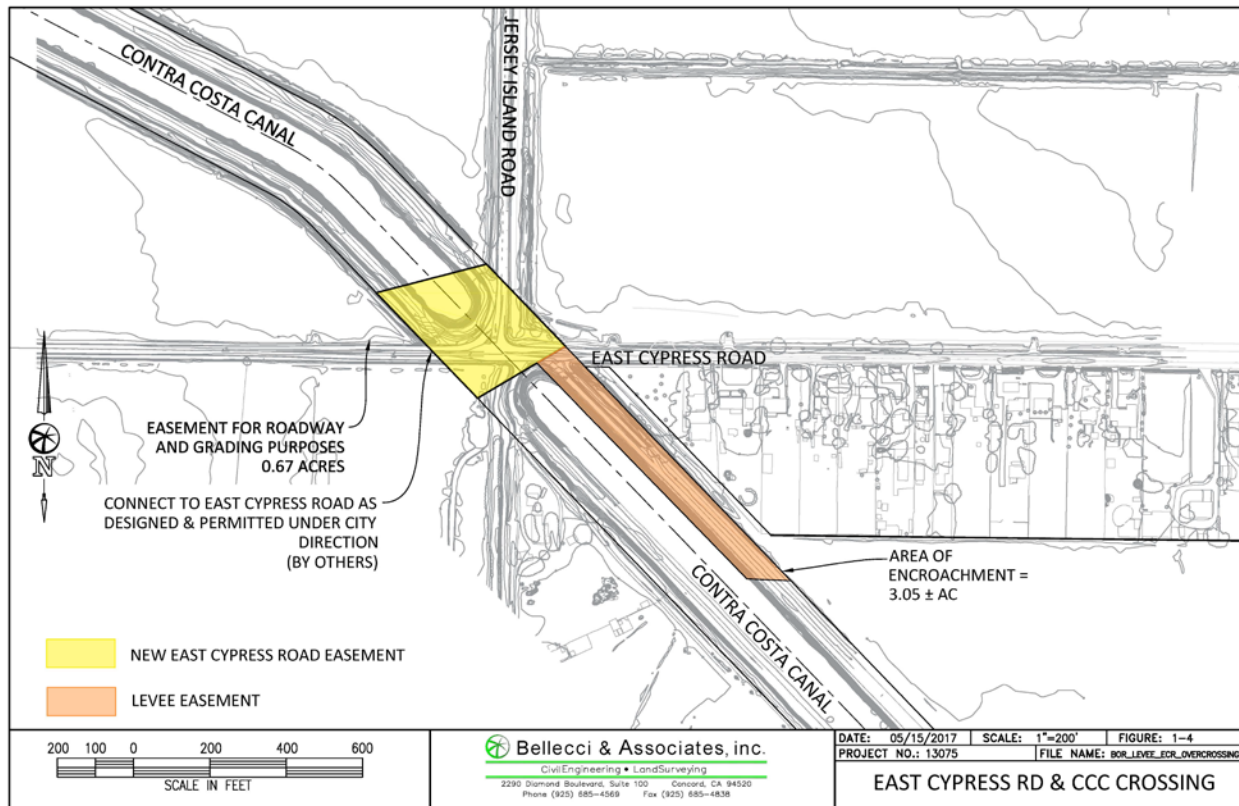 CONTRA COSTA CANAL
JERSEY ISLAND ROAD
EAST CYPRESS ROAD
EASEMENT FOR ROADWAY
AND GRADING PURPOSES
0.67 ACRES
CONNECT TO EAST CYPRESS ROAD AS
DESIGNED & PERMITTED UNDER CITY
DIRECTION
(BY OTHERS)
N
AREA OF
ENCROACHMENT =
3.05 ± AC
CONTRA COSTA CANAL
NEW EAST CYPRESS ROAD EASEMENT
LEVEE EASEMENT
200 100 0 200 400 600
SCALE IN FEET
Bellecci & Associates, inc.
Civil Engineering • Land Surveying
2290 Diamond Boulevard, Suite 100 Concord, CA 94520
Phone (925) 685-4569 Fax (925) 685-4838
DATE: 05/15/2017 SCALE: 1"=200' FIGURE: 1-4
PROJECT NO.: 13075 FILE NAME: BOR_LEVEE_ECR_OVERCROSSING
EAST CYPRESS RD & CCC CROSSING